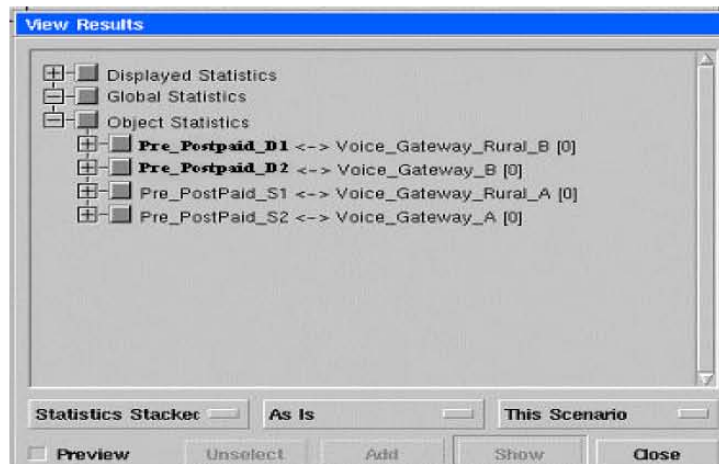 View Results
Displayed Statistics
Global Statistics
Object Statistics
Pre_Postpaid_D1 <-> Voice_Gateway_Rural_B [0]
Pre_Postpaid_D2 <-> Voice_Gateway_B [0]
Pre_PostPaid_S1 <-> Voice_Gateway_Rural_A [0]
Pre_PostPaid_S2 <-> Voice_Gateway_A [0]
Statistics Stacked As Is This Scenario
Preview Unselect Add Show Close